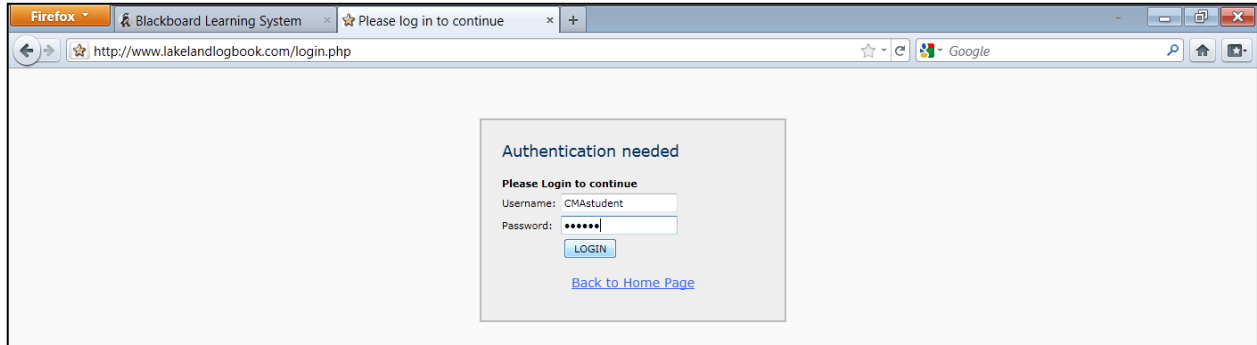 Firefox
Blackboard Learning System
Please log in to continue
http://www.lakelandlogbook.com/login.php
Google
Authentication needed
Please Login to continue
Username: CMAstudent
Password: ••••••
LOGIN
Back to Home Page